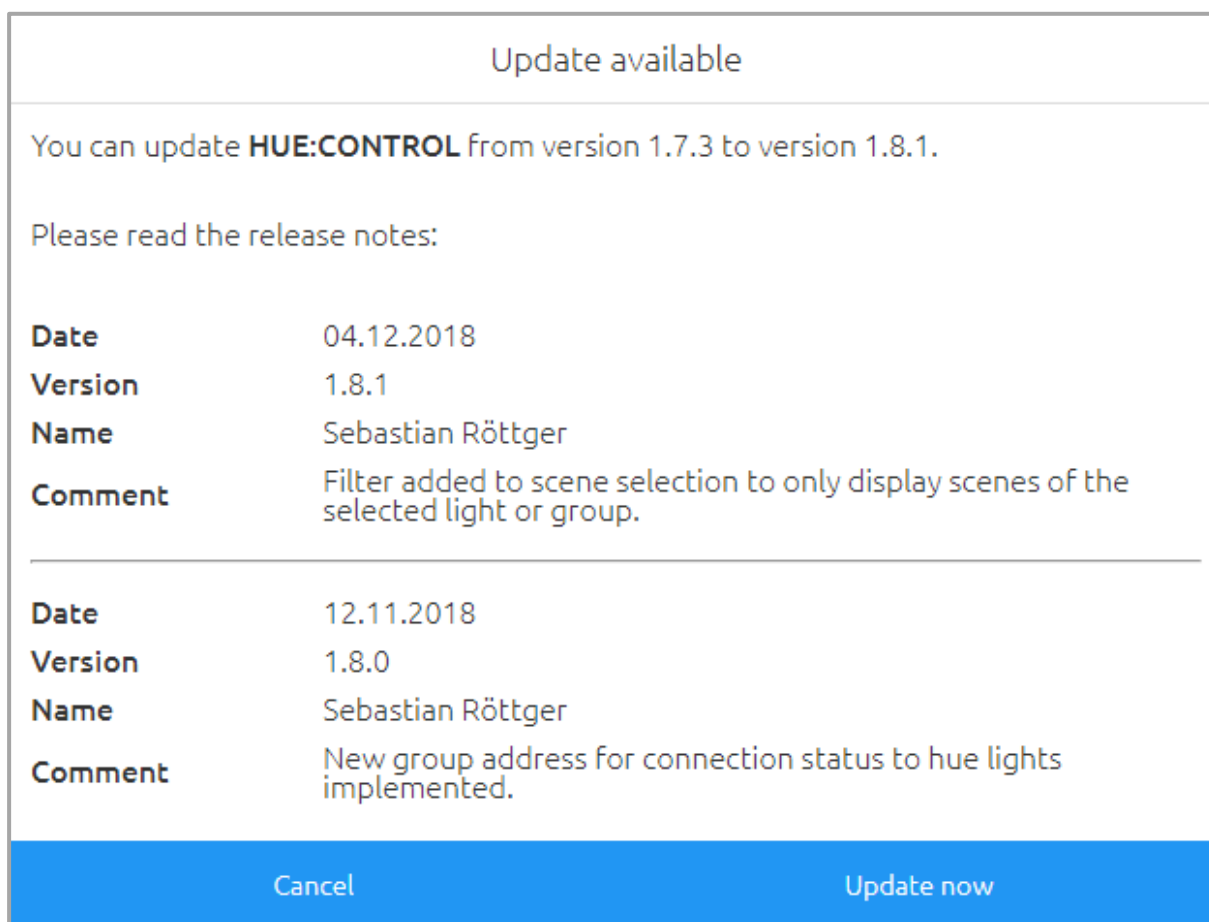 Update available
You can update HUE:CONTROL from version 1.7.3 to version 1.8.1.
Please read the release notes:
Date 04.12.2018
Version 1.8.1
Name Sebastian Röttger
Comment Filter added to scene selection to only display scenes of the
selected light or group.
Date 12.11.2018
Version 1.8.0
Name Sebastian Röttger
Comment New group address for connection status to hue lights
implemented.
Cancel Update now